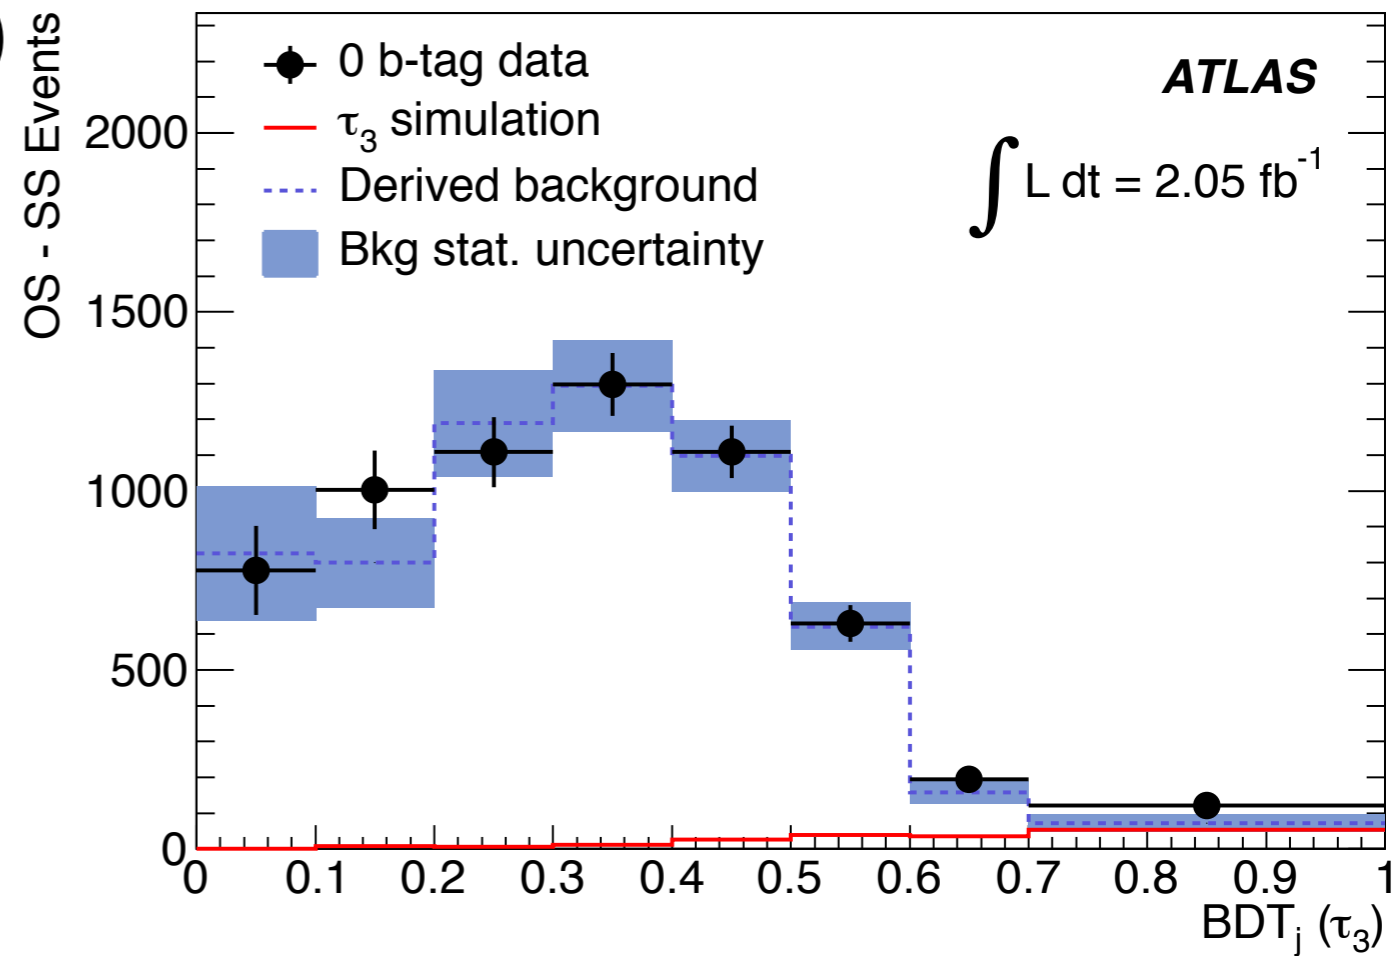 )
OS - SS Events
0 b-tag data
τ3 simulation
Derived background
Bkg stat. uncertainty
ATLAS
∫ L dt = 2.05 fb-1
2000
1500
1000
500
0
0 0.1 0.2 0.3 0.4 0.5 0.6 0.7 0.8 0.9 1
BDTj (τ3)